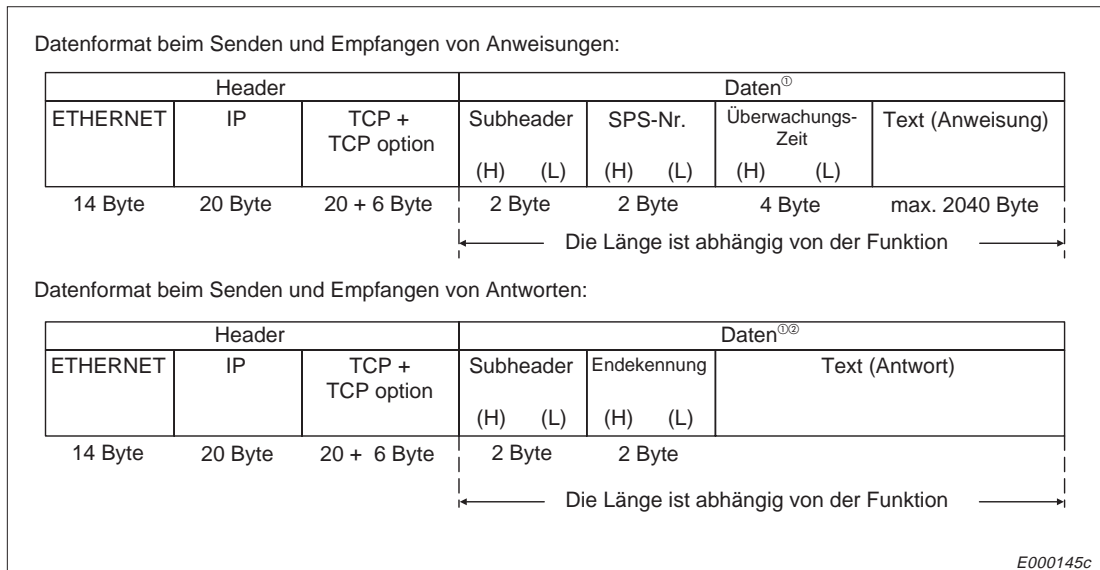 Datenformat beim Senden und Empfangen von Anweisungen:
Header Daten①
ETHERNET IP TCP + TCP option Subheader SPS-Nr. Überwachungs-Zeit Text (Anweisung)
(H) (L) (H) (L) (H) (L)
14 Byte 20 Byte 20 + 6 Byte 2 Byte 2 Byte 4 Byte max. 2040 Byte
Die Länge ist abhängig von der Funktion
Datenformat beim Senden und Empfangen von Antworten:
Header Daten①②
ETHERNET IP TCP + TCP option Subheader Endekennung Text (Antwort)
(H) (L) (H) (L)
14 Byte 20 Byte 20 + 6 Byte 2 Byte 2 Byte
Die Länge ist abhängig von der Funktion
E000145c